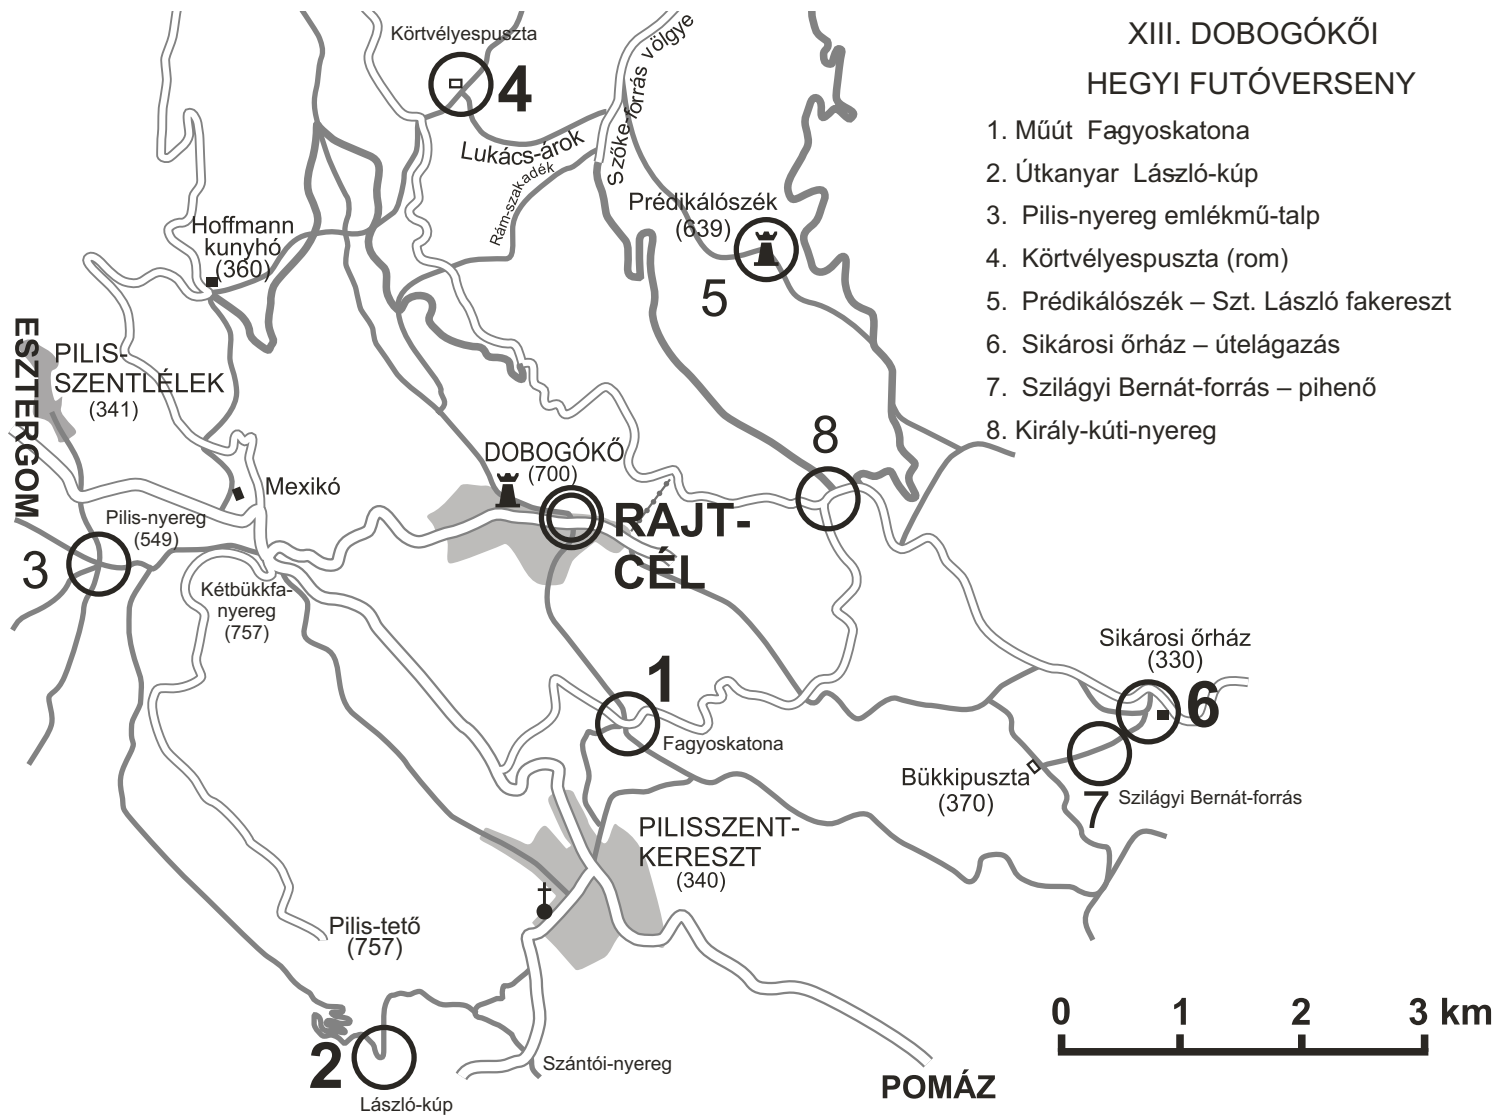 XIII. DOBOGÓKŐI
HEGYI FUTÓVERSENY
1. Műút Fagyoskatona
2. Útkanyar László-kúp
3. Pilis-nyereg emlékmű-talp
4. Körtvélyespuszta (rom)
5. Prédikálószék – Szt. László fakereszt
6. Sikárosi őrház – útelágazás
7. Szilágyi Bernát-forrás – pihenő
8. Király-kúti-nyereg
Körtvélyespuszta
4
Lukács-árok
Rám-szakadék
Szőke-forrás völgye
Prédikálószék
(639)
5
Hoffmann
kunyhó
(360)
ESZTERGOM
PILIS-
SZENTLÉLEK
(341)
Mexikó
DOBOGÓKŐ
(700)
RAJT-
CÉL
8
Pilis-nyereg
(549)
3
Kétbükkfa-
nyereg
(757)
1
Fagyoskatona
Sikárosi őrház
(330)
6
Bükkipuszta
(370)
7
Szilágyi Bernát-forrás
PILISSZENT-
KERESZT
(340)
Pilis-tető
(757)
2
László-kúp
Szántói-nyereg
POMÁZ
0 1 2 3 km